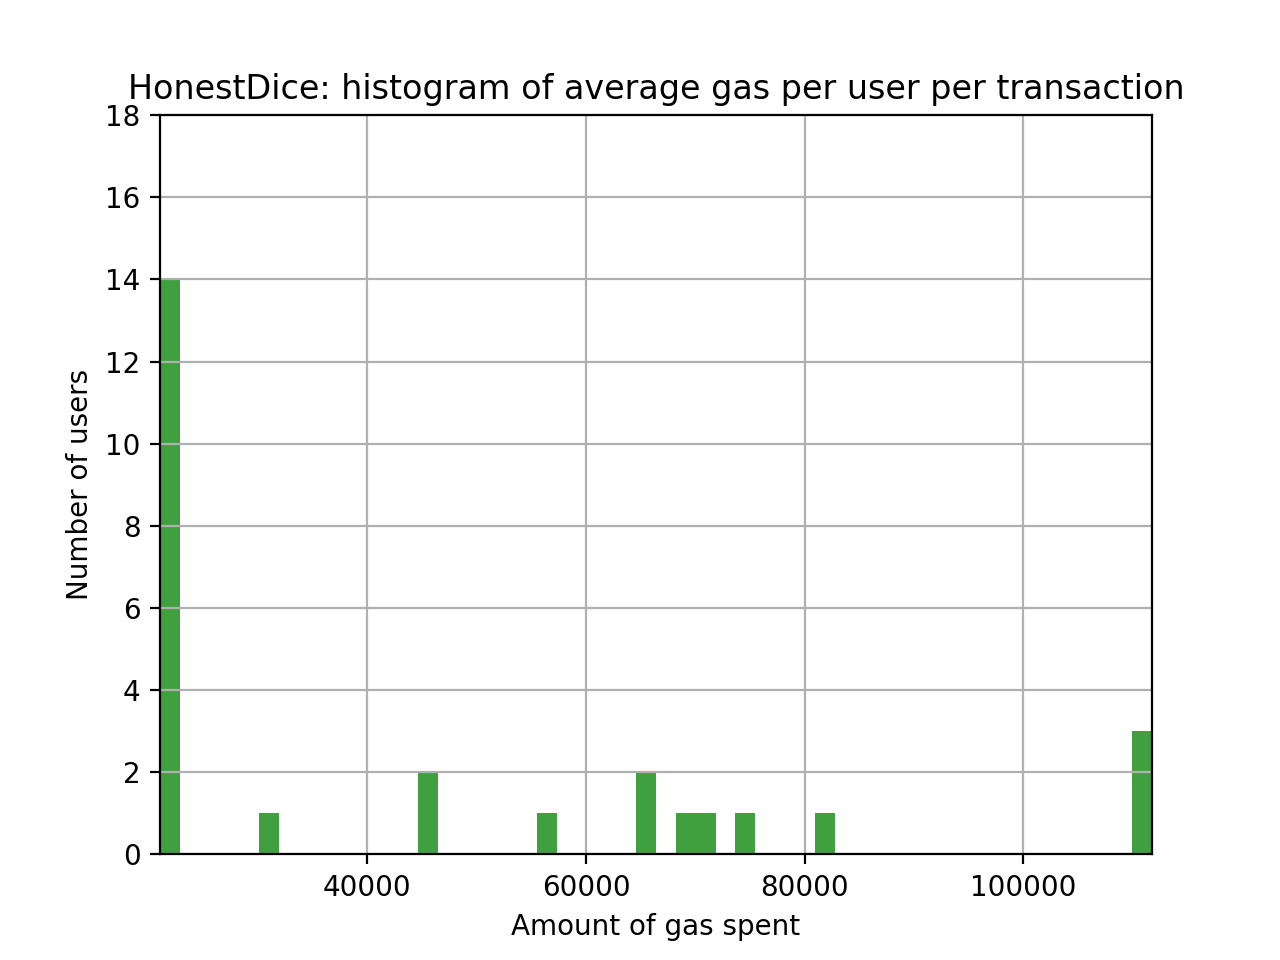 HonestDice: histogram of average gas per user per transaction
18
16
14
12
10
8
6
4
2
0
Number of users
40000 60000 80000 100000
Amount of gas spent